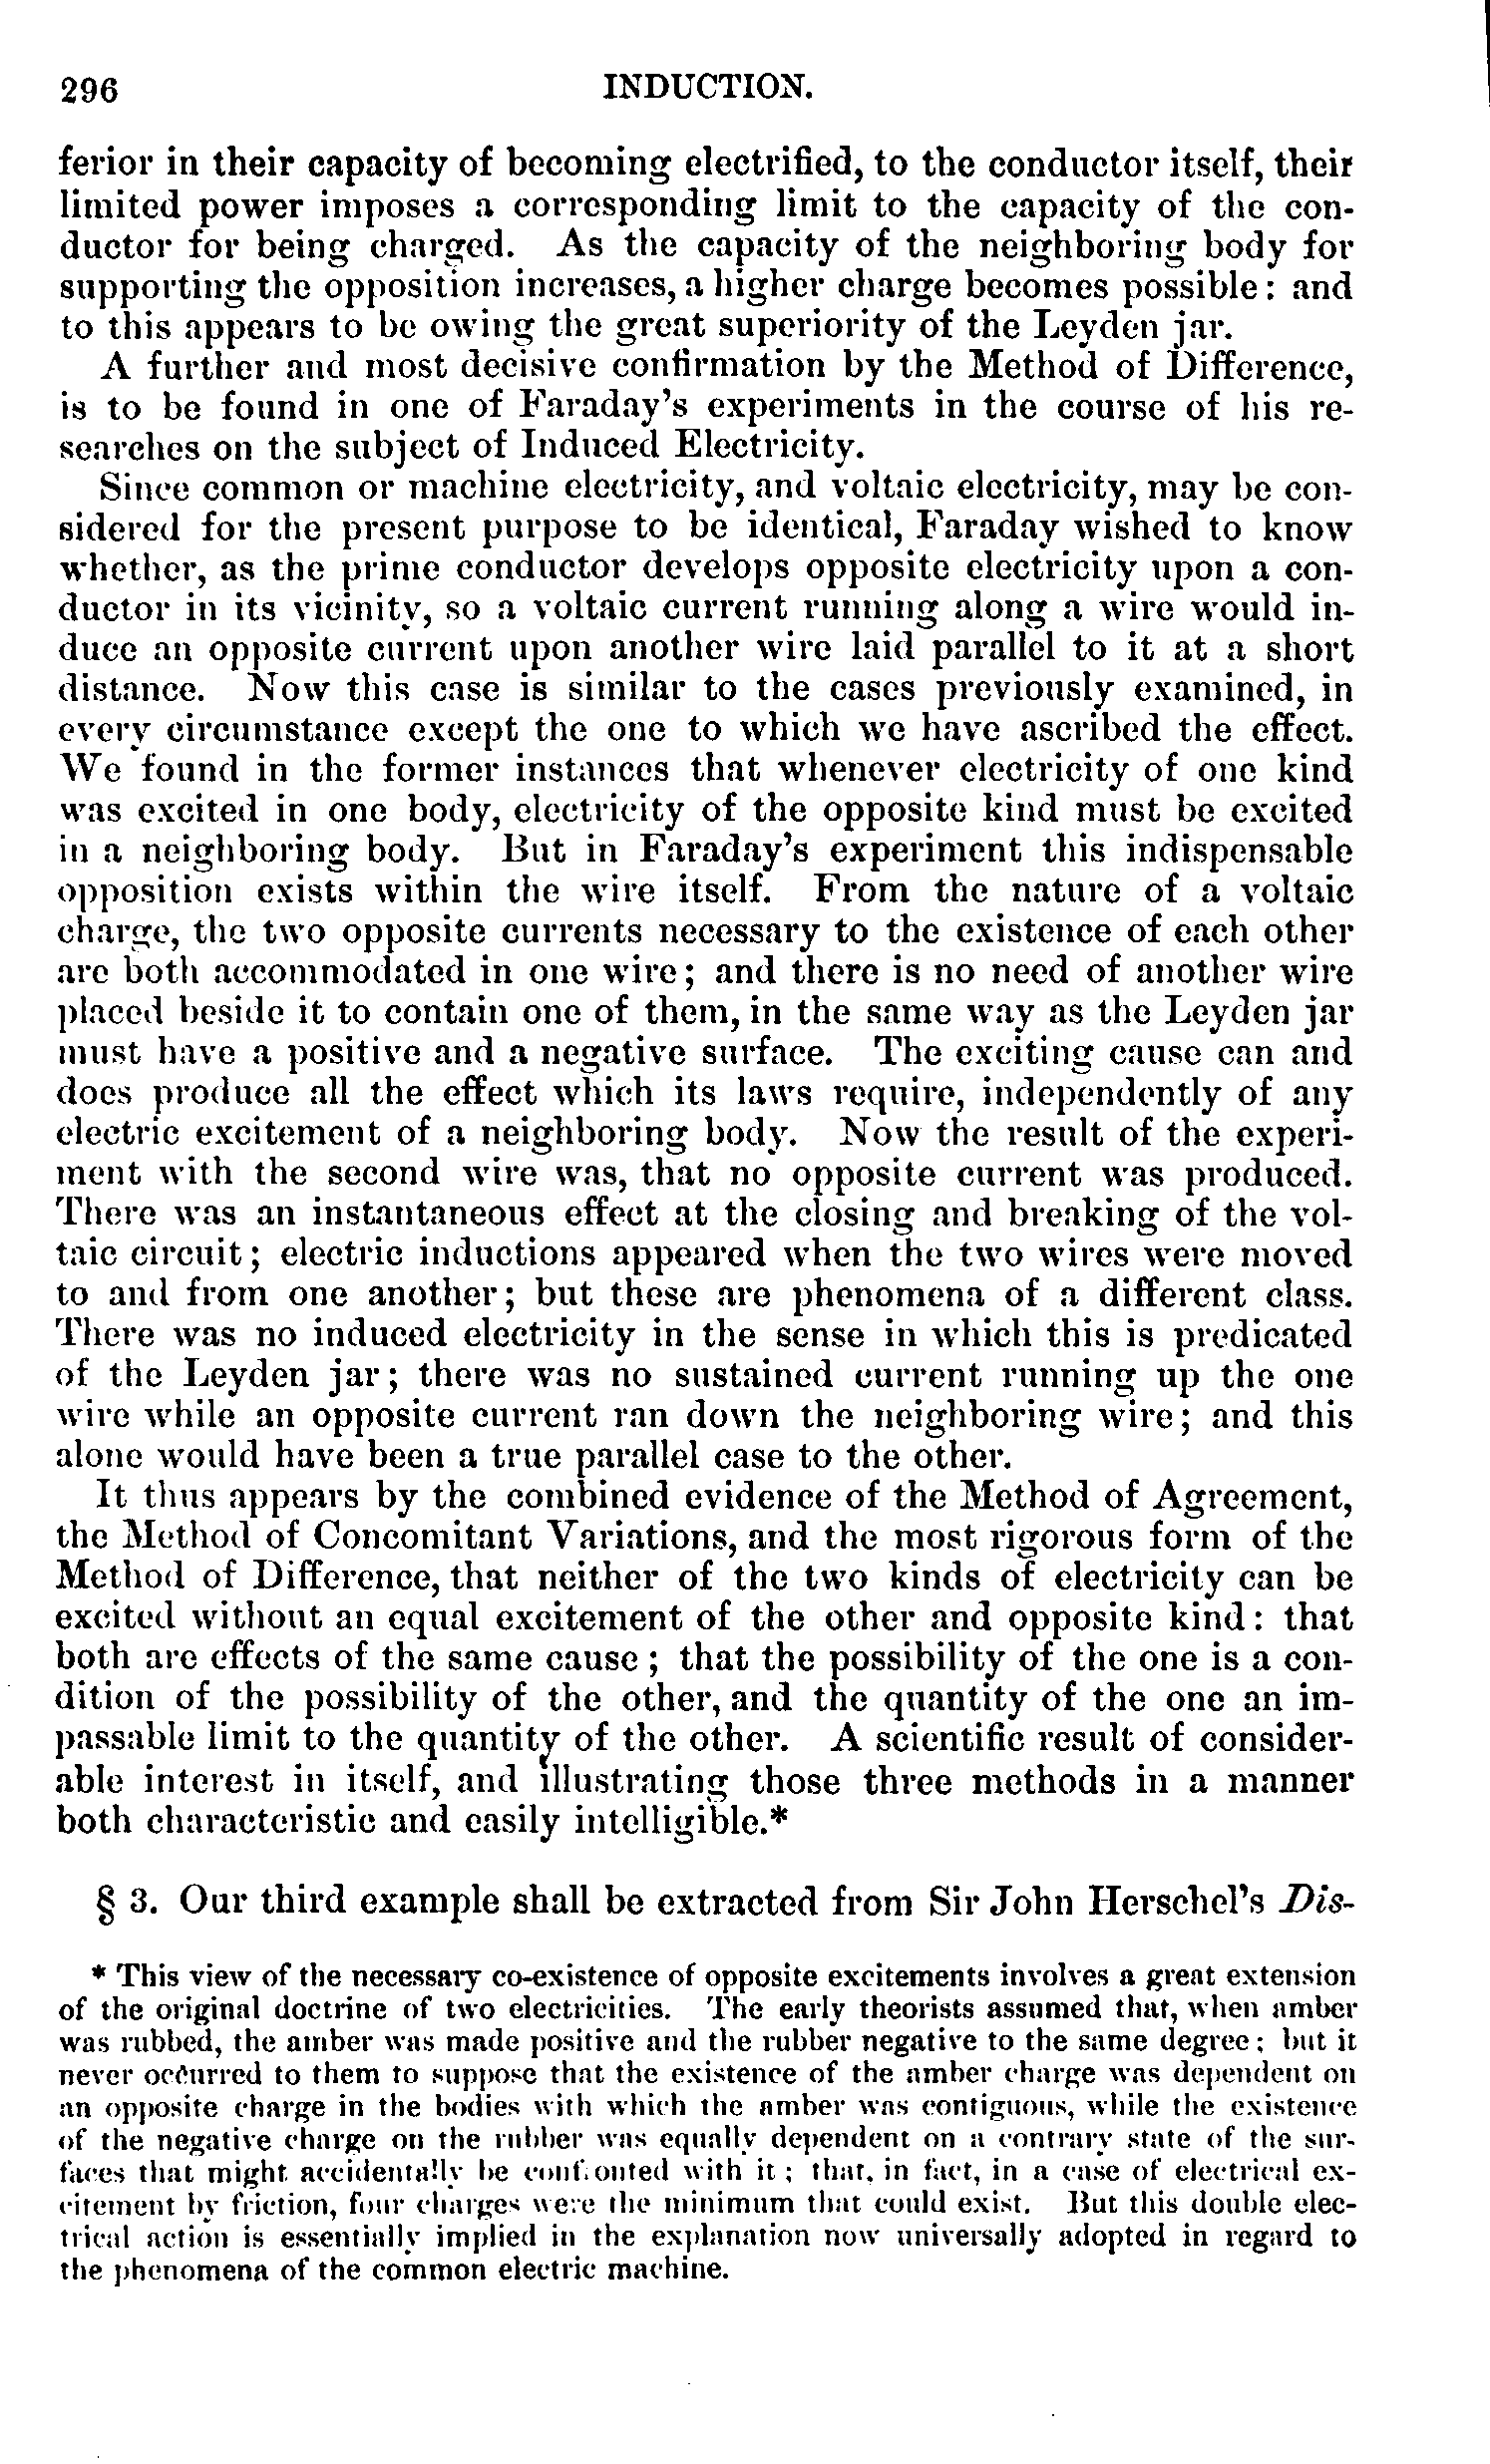 296 INDUCTION.
ferior in their capacity of becoming electrified, to the conductor itself, their
limited power imposes a corresponding limit to the capacity of the con-
ductor for being charged. As the capacity of the neighboring body for
supporting the opposition increases, a higher charge becomes possible: and
to this appears to be owing the great superiority of the Leyden jar.
A further and most decisive confirmation by the Method of Difference,
is to be found in one of Faraday's experiments in the course of his re-
searches on the subject of Induced Electricity.
Since common or machine electricity, and voltaic electricity, may be con-
sidered for the present purpose to be identical, Faraday wished to know
whether, as the prime conductor develops opposite electricity upon a con-
ductor in its vicinity, so a voltaic current running along a wire would in-
duce an opposite current upon another wire laid parallel to it at a short
distance. Now this case is similar to the cases previously examined, in
every circumstance except the one to which we have ascribed the effect.
We found in the former instances that whenever electricity of one kind
was excited in one body, electricity of the opposite kind must be excited
in a neighboring body. But in Faraday's experiment this indispensable
opposition exists within the wire itself. From the nature of a voltaic
charge, the two opposite currents necessary to the existence of each other
are both accommodated in one wire; and there is no need of another wire
placed beside it to contain one of them, in the same way as the Leyden jar
must have a positive and a negative surface. The exciting cause can and
does produce all the effect which its laws require, independently of any
electric excitement of a neighboring body. Now the result of the experi-
ment with the second wire was, that no opposite current was produced.
There was an instantaneous effect at the closing and breaking of the vol-
taic circuit; electric inductions appeared when the two wires were moved
to and from one another; but these are phenomena of a different class.
There was no induced electricity in the sense in which this is predicated
of the Leyden jar; there was no sustained current running up the one
wire while an opposite current ran down the neighboring wire; and this
alone would have been a true parallel case to the other.
It thus appears by the combined evidence of the Method of Agreement,
the Method of Concomitant Variations, and the most rigorous form of the
Method of Difference, that neither of the two kinds of electricity can be
excited without an equal excitement of the other and opposite kind: that
both are effects of the same cause; that the possibility of the one is a con-
dition of the possibility of the other, and the quantity of the one an im-
passable limit to the quantity of the other. A scientific result of consider-
able interest in itself, and illustrating those three methods in a manner
both characteristic and easily intelligible.*
§ 3. Our third example shall be extracted from Sir John Herschel's Dis-
* This view of the necessary co-existence of opposite excitements involves a great extension
of the original doctrine of two electricities. The early theorists assumed that, when amber
was rubbed, the amber was made positive and the rubber negative to the same degree; but it
never occurred to them to suppose that the existence of the amber charge was dependent on
an opposite charge in the bodies with which the amber was contiguous, while the existence
of the negative charge on the rubber was equally dependent on a contrary state of the sur-
faces that might accidentally be confronted with it; that, in fact, in a case of electrical ex-
citement by friction, four charges were the minimum that could exist. But this double elec-
trical action is essentially implied in the explanation now universally adopted in regard to
the phenomena of the common electric machine.